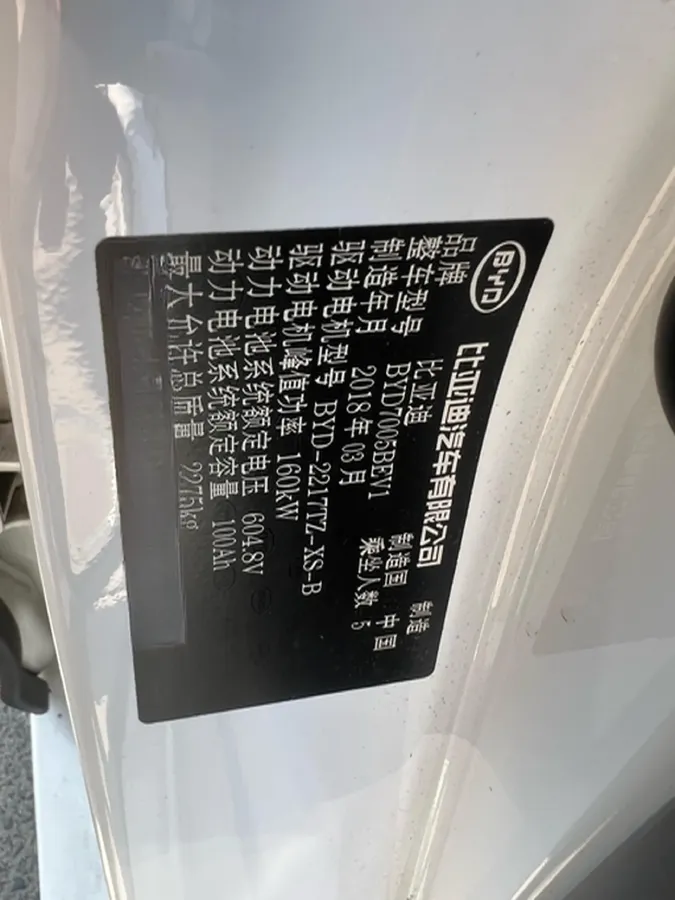 BYD 比亚迪汽车有限公司 制造
品牌 比亚迪 制造国 中国
整车型号 BYD7005BEV1 乘坐人数 5
制造年月 2018年03月
驱动电机型号 BYD-2217TZ-XS-B
驱动电机峰值功率 160kW
动力电池系统额定电压 604.8V
动力电池系统额定容量 100Ah
最大允许总质量 2275kg